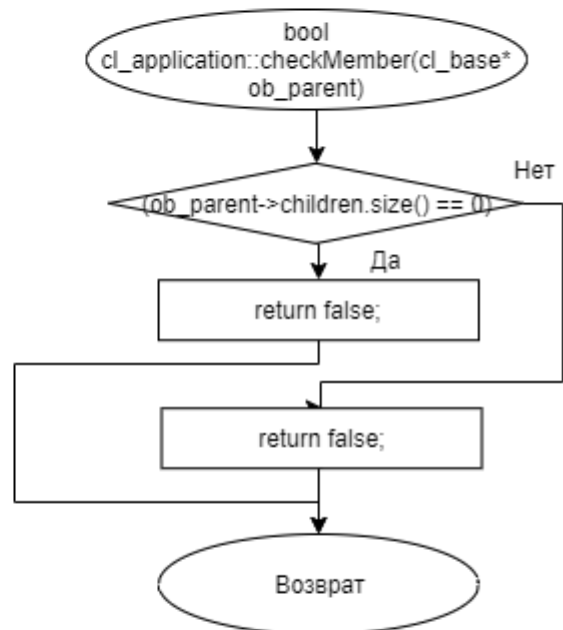 bool
cl_application::checkMember(cl_base*
ob_parent)
Нет
(ob_parent->children.size() == 0)
Да
return false;
return false;
Возврат